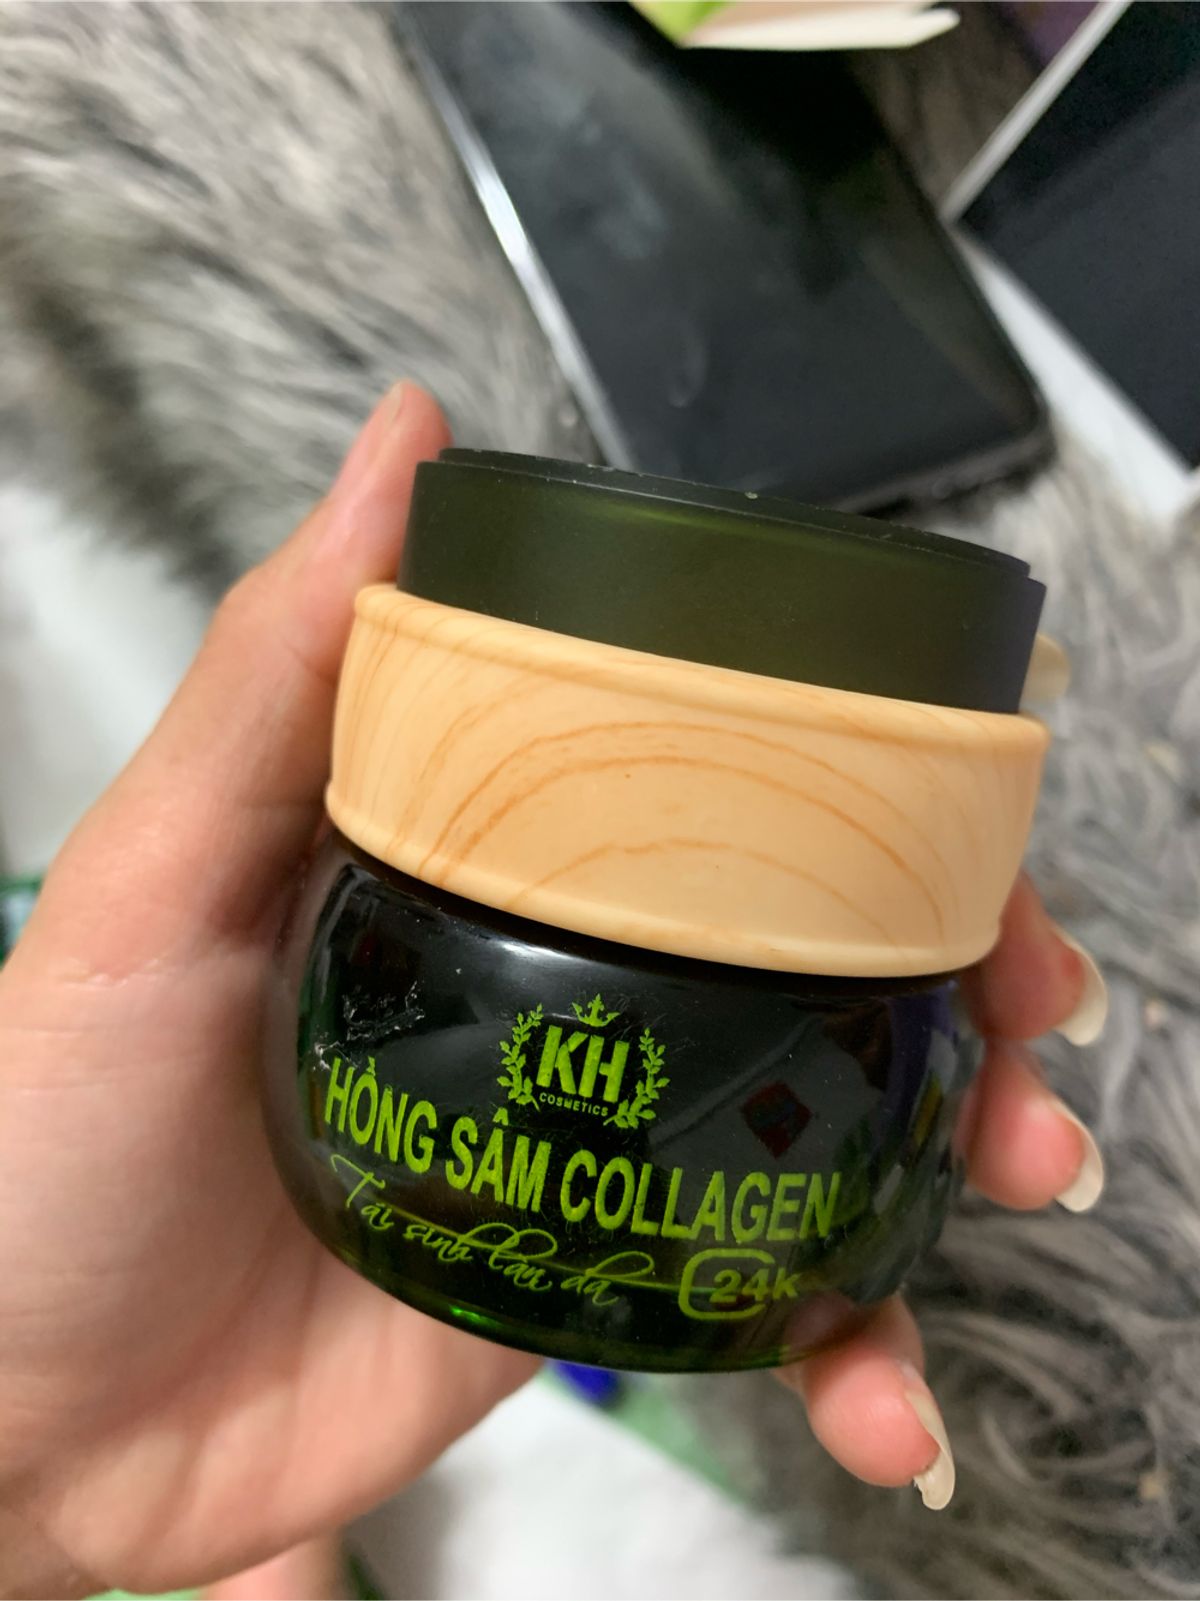 KH
COSMETICS
HỒNG SÂM COLLAGEN
Tái sinh làn da
24K